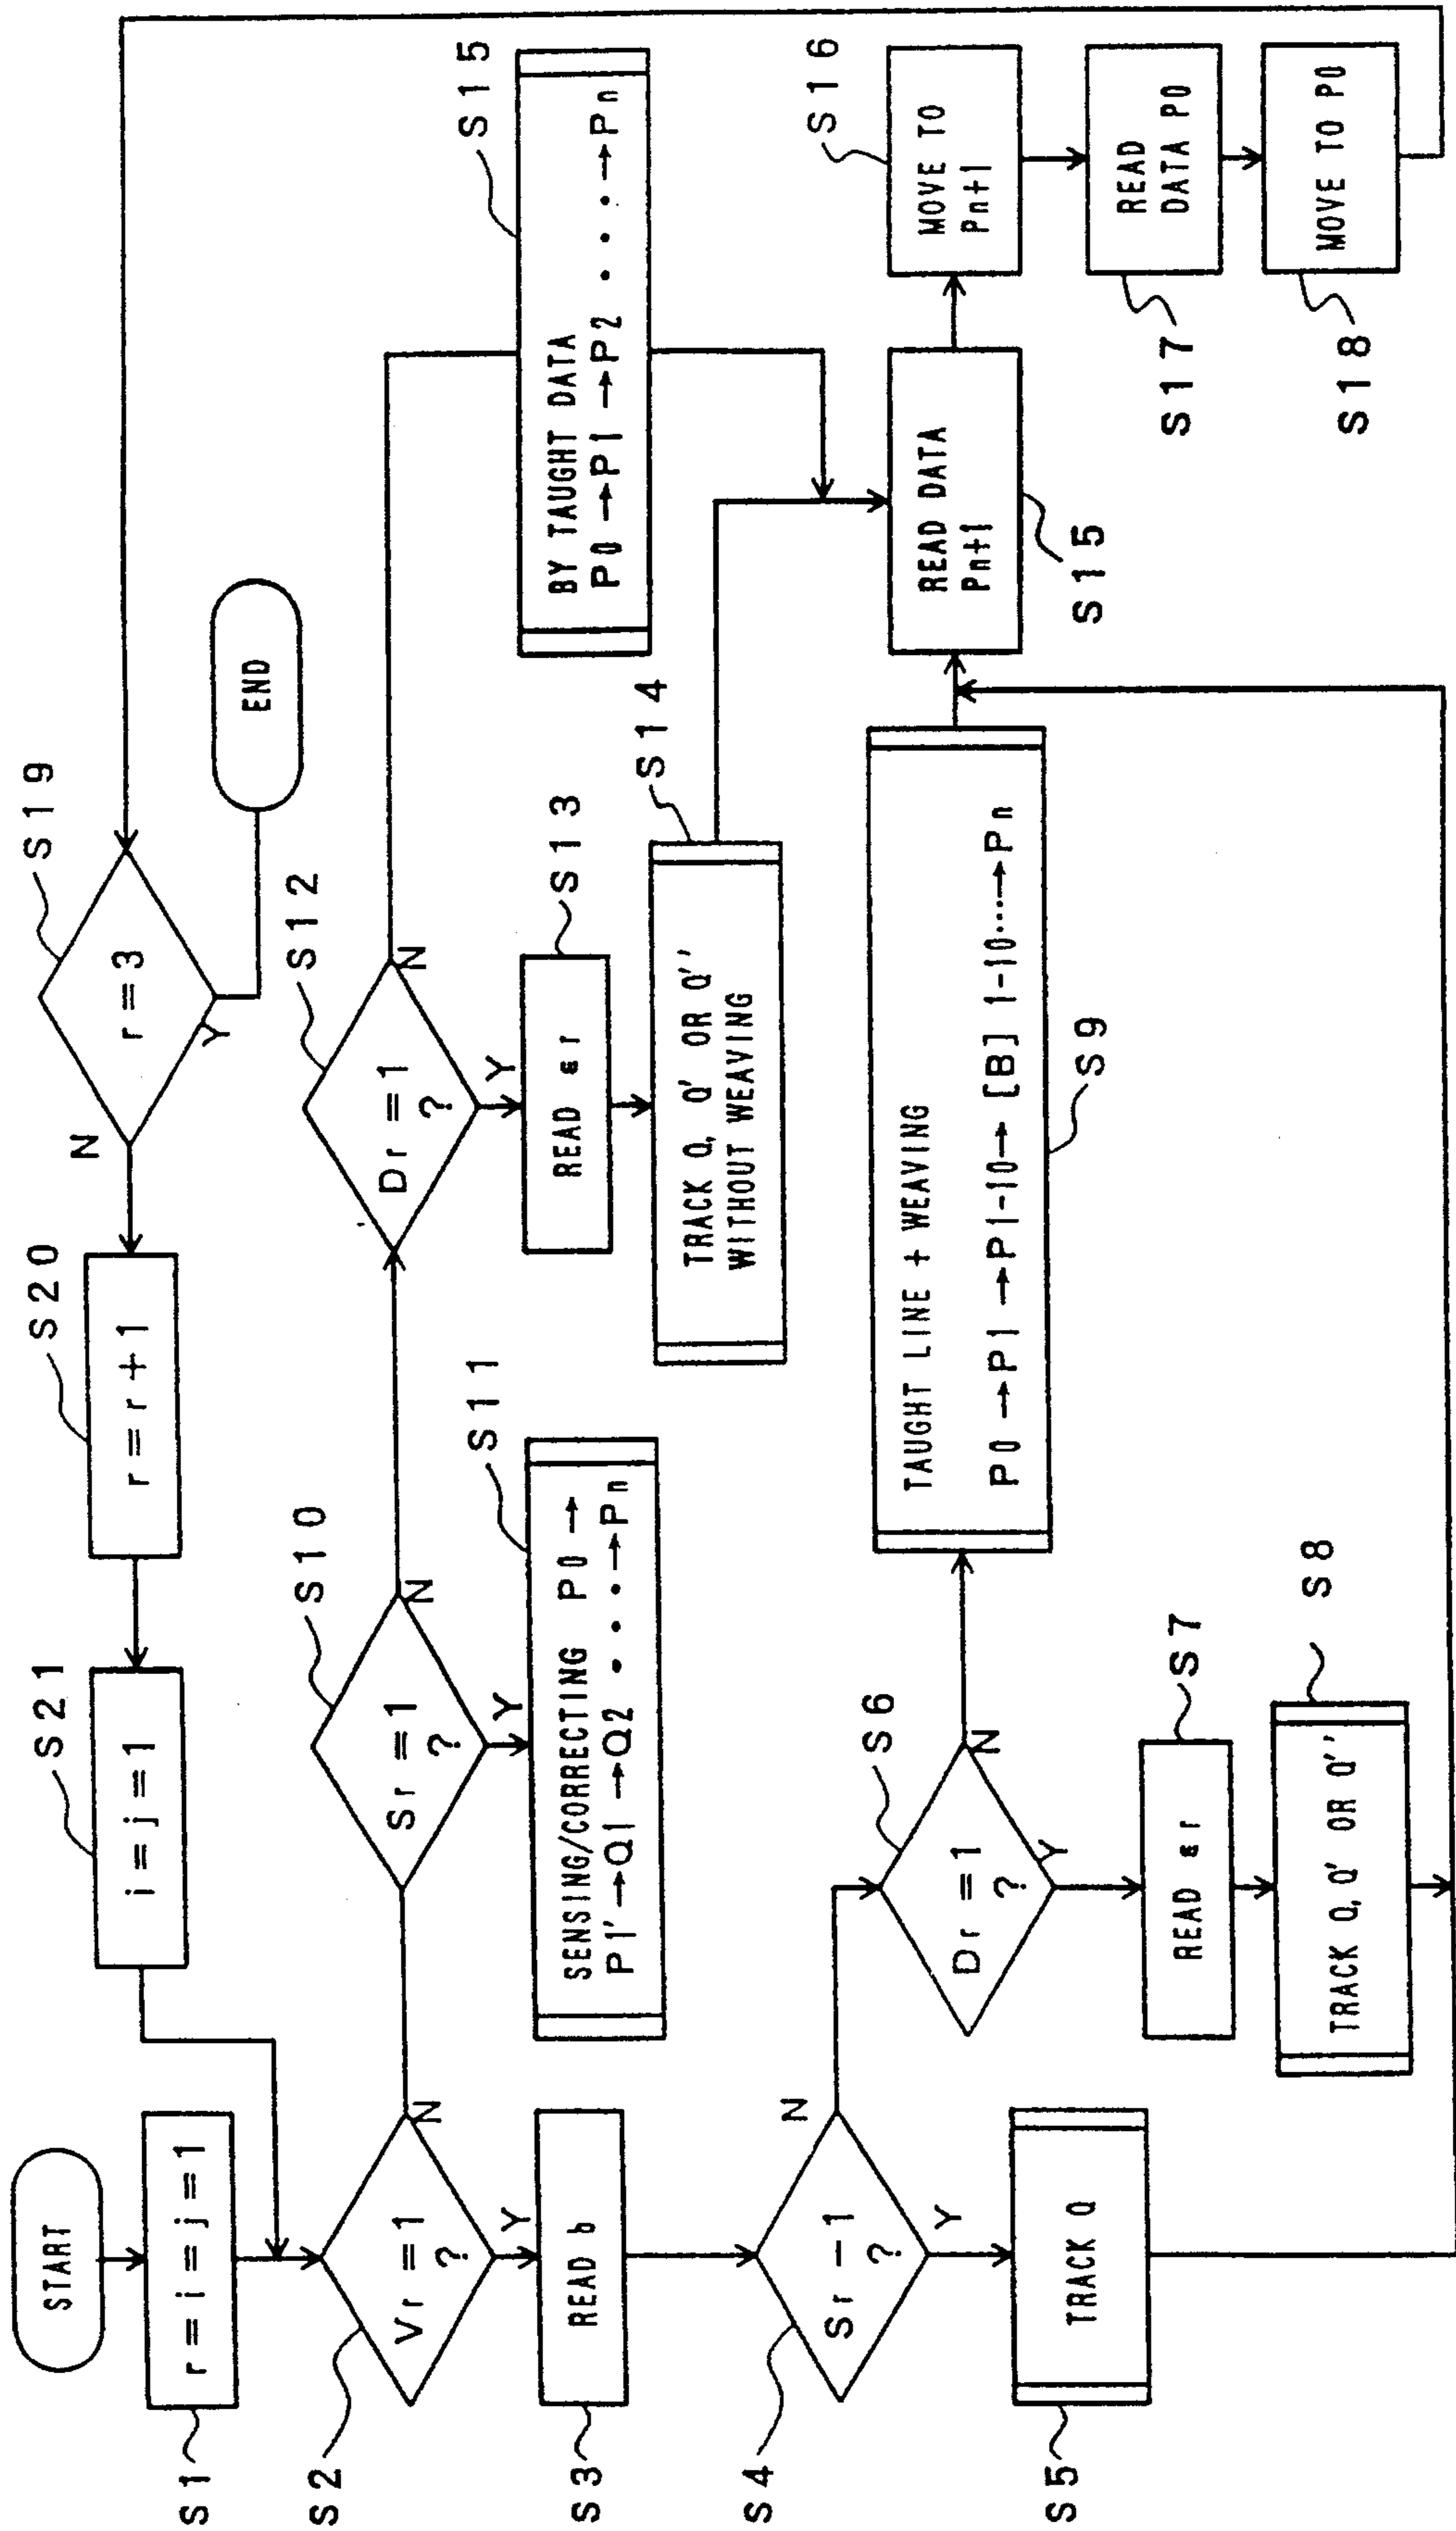 START
S1
r=i=j=1
S21
i=j=1
S20
r=r+1
S19
r=3
N
Y
END
S2
Vr=1
?
N
Y
S10
Sr=1
?
N
Y
S12
Dr=1
?
N
Y
S3
READ b
S11
SENSING/CORRECTING P0→
P1'→Q1→Q2・・・→Pn
S13
READ εr
S14
TRACK Q, Q' OR Q''
WITHOUT WEAVING
S15
BY TAUGHT DATA
P0→P1→P2・・・・→Pn
S4
Sr−1
?
N
Y
S5
TRACK Q
S6
Dr=1
?
N
Y
S7
READ εr
S8
TRACK Q,Q' OR Q''
S9
TAUGHT LINE + WEAVING
P0→P1→P1-10→[B]1-10……→Pn
READ DATA
Pn+1
S15
S16
MOVE TO
Pn+1
S17
READ
DATA P0
S18
MOVE TO P0